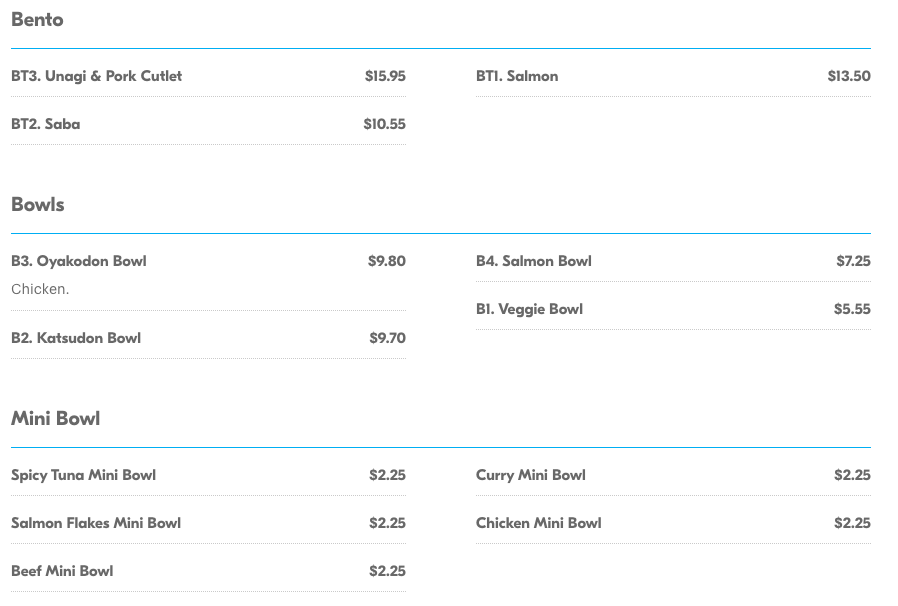 Bento
BT3. Unagi & Pork Cutlet $15.95
BT1. Salmon $13.50
BT2. Saba $10.55
Bowls
B3. Oyakodon Bowl $9.80
Chicken.
B4. Salmon Bowl $7.25
B1. Veggie Bowl $5.55
B2. Katsudon Bowl $9.70
Mini Bowl
Spicy Tuna Mini Bowl $2.25
Curry Mini Bowl $2.25
Salmon Flakes Mini Bowl $2.25
Chicken Mini Bowl $2.25
Beef Mini Bowl $2.25